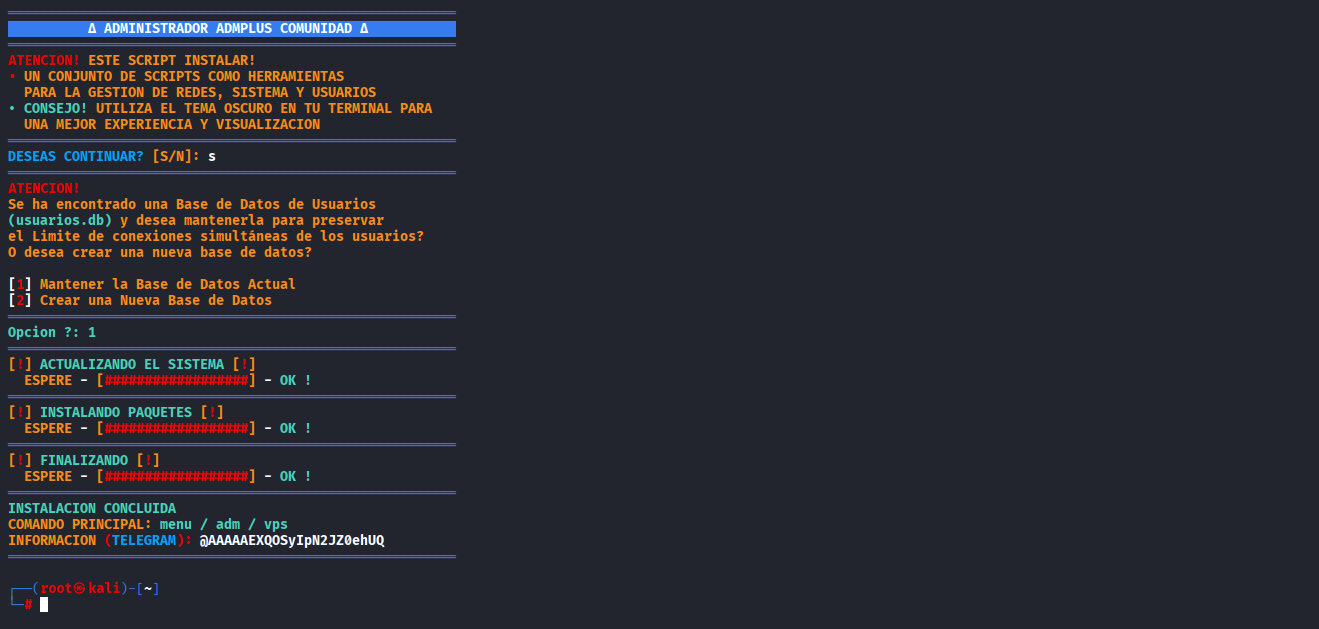 Δ ADMINISTRADOR ADMPLUS COMUNIDAD Δ
ATENCION! ESTE SCRIPT INSTALAR!
• UN CONJUNTO DE SCRIPTS COMO HERRAMIENTAS
PARA LA GESTION DE REDES, SISTEMA Y USUARIOS
• CONSEJO! UTILIZA EL TEMA OSCURO EN TU TERMINAL PARA
UNA MEJOR EXPERIENCIA Y VISUALIZACION
DESEAS CONTINUAR? [S/N]: s
ATENCION!
Se ha encontrado una Base de Datos de Usuarios
(usuarios.db) y desea mantenerla para preservar
el Limite de conexiones simultáneas de los usuarios?
O desea crear una nueva base de datos?
[1] Mantener la Base de Datos Actual
[2] Crear una Nueva Base de Datos
Opcion ?: 1
[!] ACTUALIZANDO EL SISTEMA [!]
ESPERE - [##################] - OK !
[!] INSTALANDO PAQUETES [!]
ESPERE - [##################] - OK !
[!] FINALIZANDO [!]
ESPERE - [##################] - OK !
INSTALACION CONCLUIDA
COMANDO PRINCIPAL: menu / adm / vps
INFORMACION (TELEGRAM): @AAAAAEXQOSyIpN2JZ0ehUQ
┌──(root㉿kali)-[~]
└─#